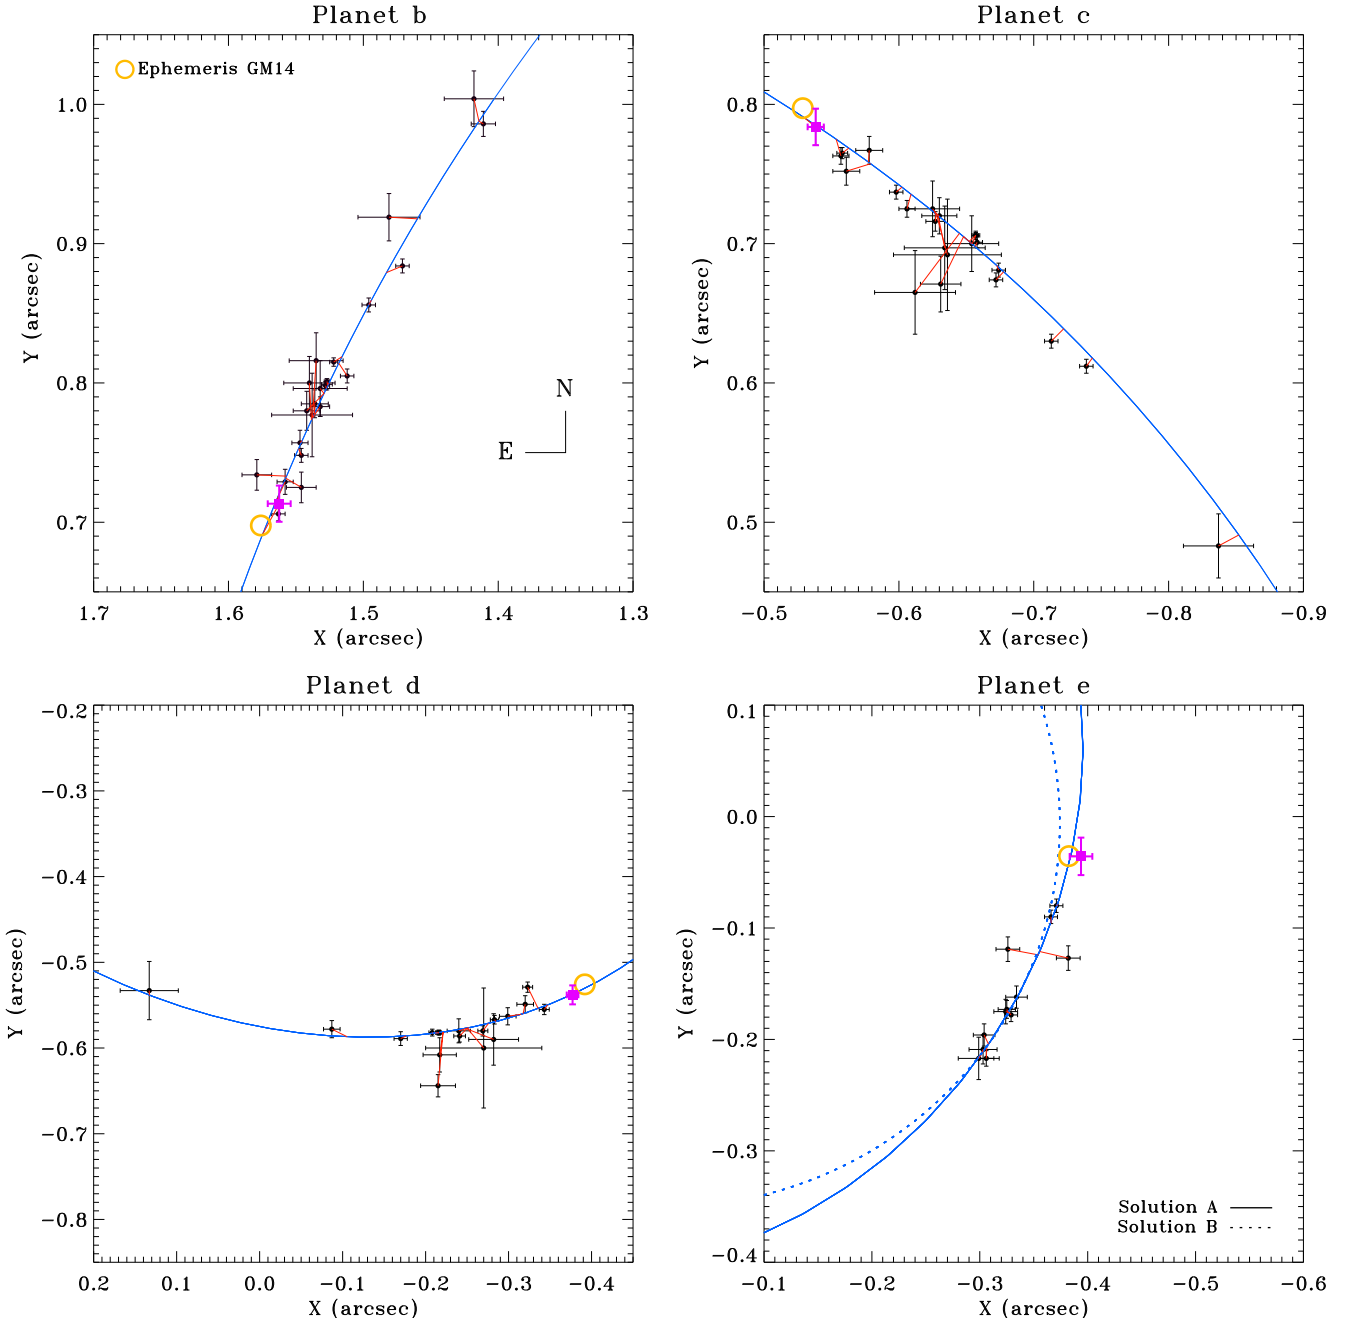 Planet b
Ephemeris GM14
1.0
0.9
0.8
0.7
Y (arcsec)
N
E
1.7 1.6 1.5 1.4 1.3
X (arcsec)
Planet c
0.8
0.7
0.6
0.5
Y (arcsec)
−0.5 −0.6 −0.7 −0.8 −0.9
X (arcsec)
Planet d
−0.2
−0.3
−0.4
−0.5
−0.6
−0.7
−0.8
Y (arcsec)
0.2 0.1 0.0 −0.1 −0.2 −0.3 −0.4
X (arcsec)
Planet e
0.1
0.0
−0.1
−0.2
−0.3
−0.4
Y (arcsec)
Solution A
Solution B
−0.1 −0.2 −0.3 −0.4 −0.5 −0.6
X (arcsec)